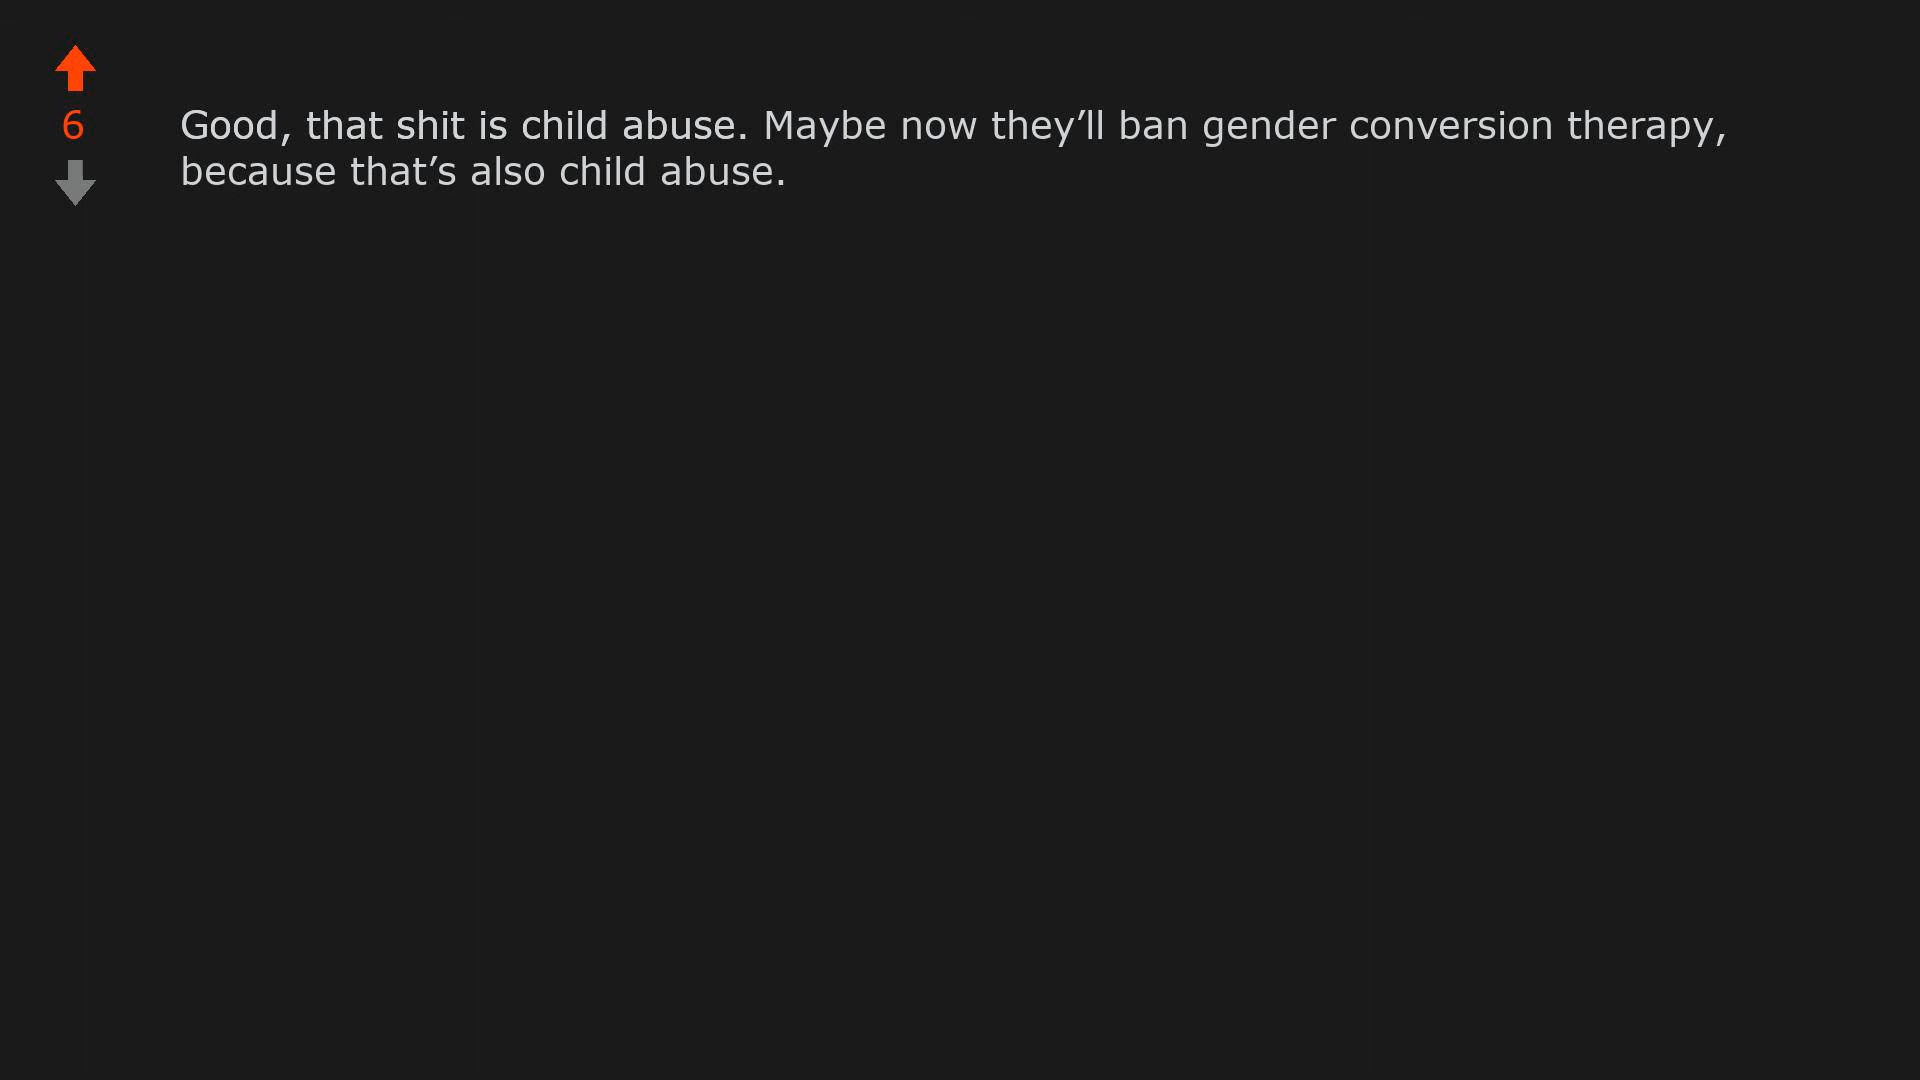 6
Good, that shit is child abuse. Maybe now they’ll ban gender conversion therapy,
because that’s also child abuse.